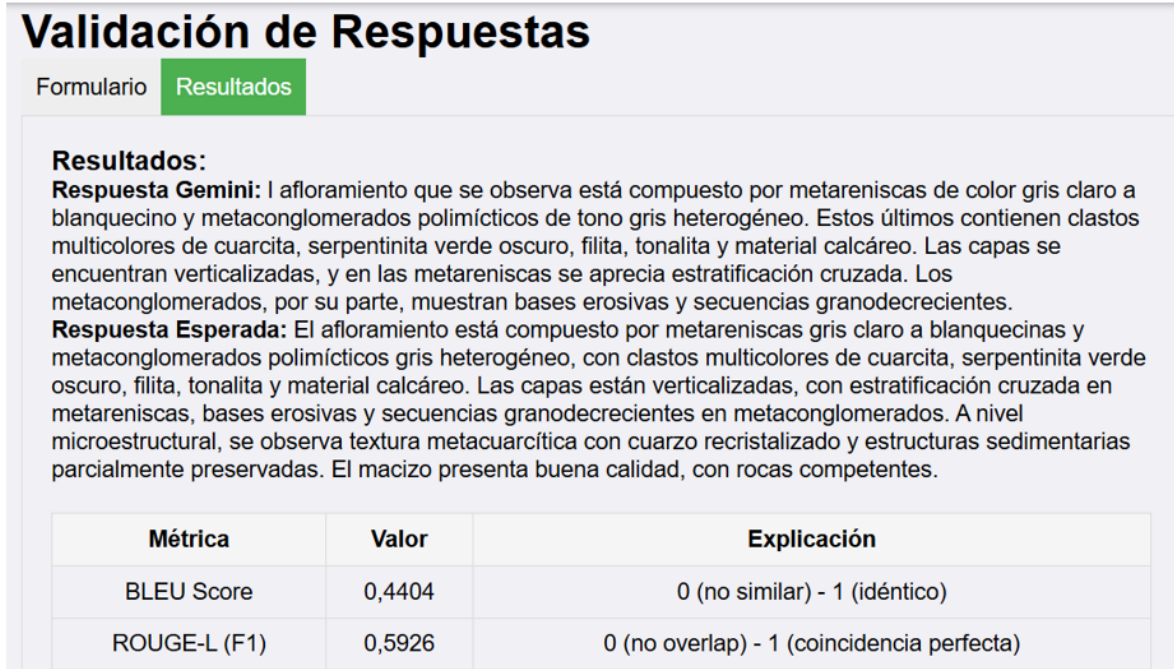 Validación de Respuestas
Formulario Resultados
Resultados:
Respuesta Gemini: l afloramiento que se observa está compuesto por metareniscas de color gris claro a
blanquecino y metaconglomerados polimícticos de tono gris heterogéneo. Estos últimos contienen clastos
multicolores de cuarcita, serpentinita verde oscuro, filita, tonalita y material calcáreo. Las capas se
encuentran verticalizadas, y en las metareniscas se aprecia estratificación cruzada. Los
metaconglomerados, por su parte, muestran bases erosivas y secuencias granodecrecientes.
Respuesta Esperada: El afloramiento está compuesto por metareniscas gris claro a blanquecinas y
metaconglomerados polimícticos gris heterogéneo, con clastos multicolores de cuarcita, serpentinita verde
oscuro, filita, tonalita y material calcáreo. Las capas están verticalizadas, con estratificación cruzada en
metareniscas, bases erosivas y secuencias granodecrecientes en metaconglomerados. A nivel
microestructural, se observa textura metacuarcítica con cuarzo recristalizado y estructuras sedimentarias
parcialmente preservadas. El macizo presenta buena calidad, con rocas competentes.
Métrica Valor Explicación
BLEU Score 0,4404 0 (no similar) - 1 (idéntico)
ROUGE-L (F1) 0,5926 0 (no overlap) - 1 (coincidencia perfecta)